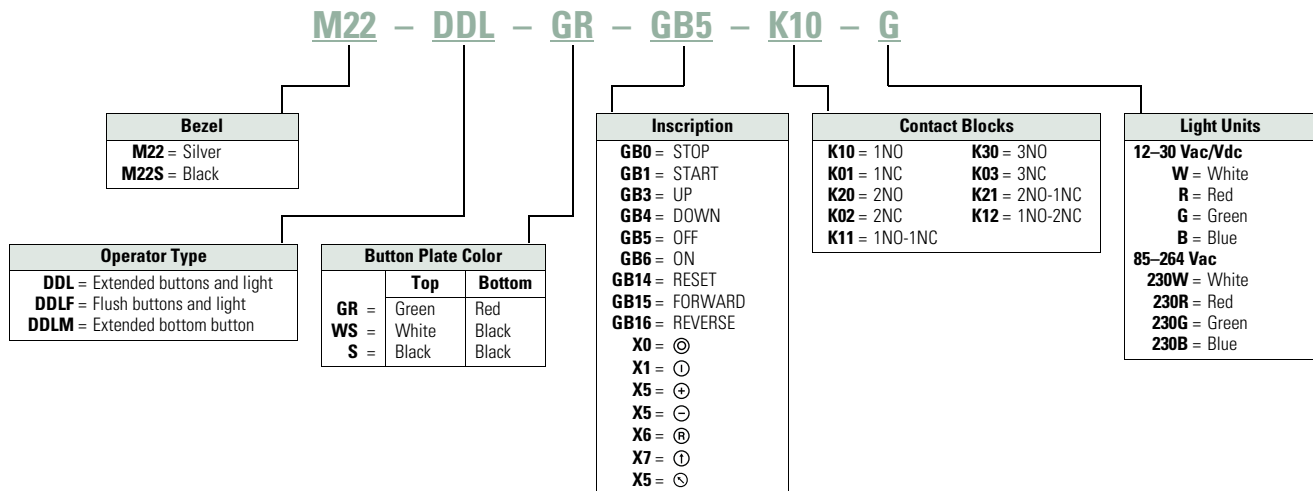 M22 – DDL – GR – GB5 – K10 – G
Bezel
M22 = Silver
M22S = Black
Operator Type
DDL = Extended buttons and light
DDLF = Flush buttons and light
DDLM = Extended bottom button
Button Plate Color
Top Bottom
GR = Green Red
WS = White Black
S = Black Black
Inscription
GB0 = STOP
GB1 = START
GB3 = UP
GB4 = DOWN
GB5 = OFF
GB6 = ON
GB14 = RESET
GB15 = FORWARD
GB16 = REVERSE
X0 = ◎
X1 = ⦶
X5 = ⊕
X5 = ⊖
X6 = ®
X7 = ↑
X5 = ↖
Contact Blocks
K10 = 1NO K30 = 3NO
K01 = 1NC K03 = 3NC
K20 = 2NO K21 = 2NO-1NC
K02 = 2NC K12 = 1NO-2NC
K11 = 1NO-1NC
Light Units
12–30 Vac/Vdc
W = White
R = Red
G = Green
B = Blue
85–264 Vac
230W = White
230R = Red
230G = Green
230B = Blue